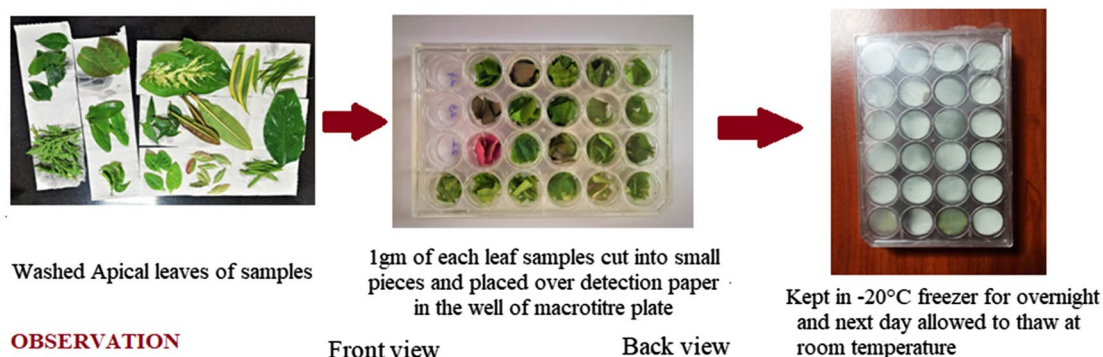 Washed Apical leaves of samples
1gm of each leaf samples cut into small
pieces and placed over detection paper
in the well of macrotitre plate
Kept in -20°C freezer for overnight
and next day allowed to thaw at
room temperature
OBSERVATION
Front view
Back view